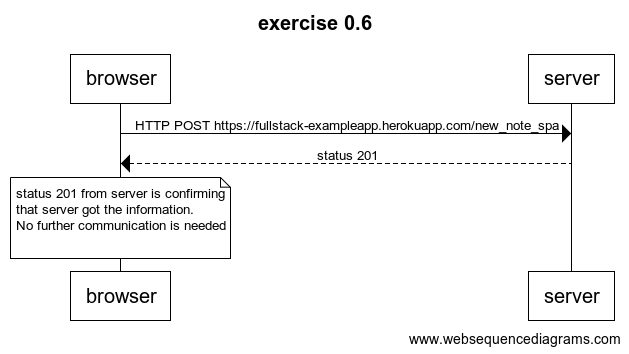 exercise 0.6
browser
server
HTTP POST https://fullstack-exampleapp.herokuapp.com/new_note_spa
status 201
status 201 from server is confirming
that server got the information.
No further communication is needed
browser
server
www.websequencediagrams.com